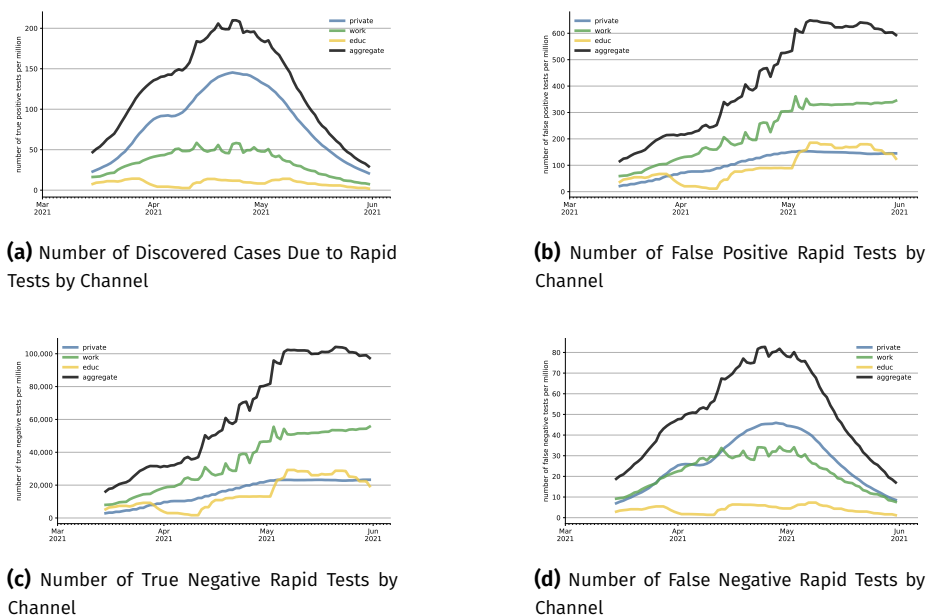 number of true positive tests per million
200
150
100
50
0
Mar
2021
Apr
2021
May
2021
Jun
2021
private
work
educ
aggregate
(a) Number of Discovered Cases Due to Rapid
Tests by Channel
number of false positive tests per million
600
500
400
300
200
100
0
Mar
2021
Apr
2021
May
2021
Jun
2021
private
work
educ
aggregate
(b) Number of False Positive Rapid Tests by
Channel
number of true negative tests per million
100,000
80,000
60,000
40,000
20,000
0
Mar
2021
Apr
2021
May
2021
Jun
2021
private
work
educ
aggregate
(c) Number of True Negative Rapid Tests by
Channel
number of false negative tests per million
80
70
60
50
40
30
20
10
0
Mar
2021
Apr
2021
May
2021
Jun
2021
private
work
educ
aggregate
(d) Number of False Negative Rapid Tests by
Channel